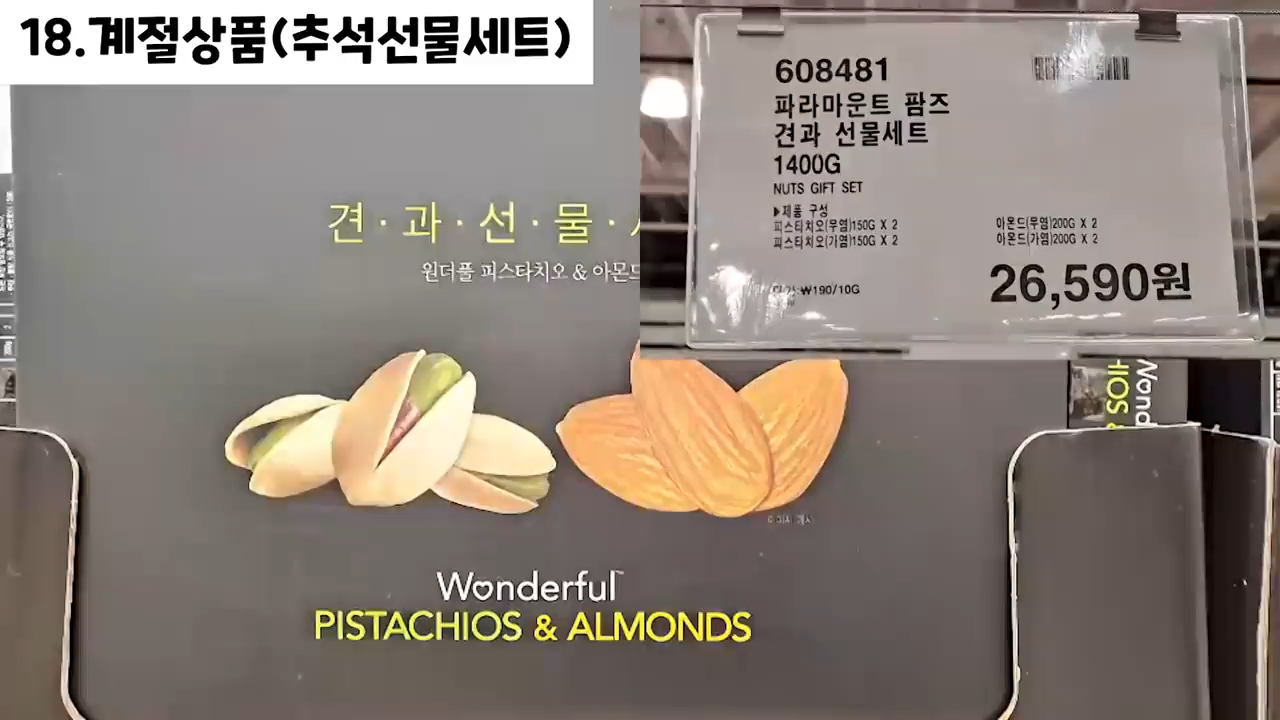 18.계절상품(추석선물세트)
608481
파라마운트 팜즈
견과 선물세트
1400G
NUTS GIFT SET
▶제품 구성
피스타치오(무염)150G X 2
아몬드(무염)200G X 2
피스타치오(가염)150G X 2
아몬드(가염)200G X 2
₩190/10G
26,590원
견·과·선·물·
원더풀 피스타치오 & 아몬드
Wonderful™
PISTACHIOS & ALMONDS